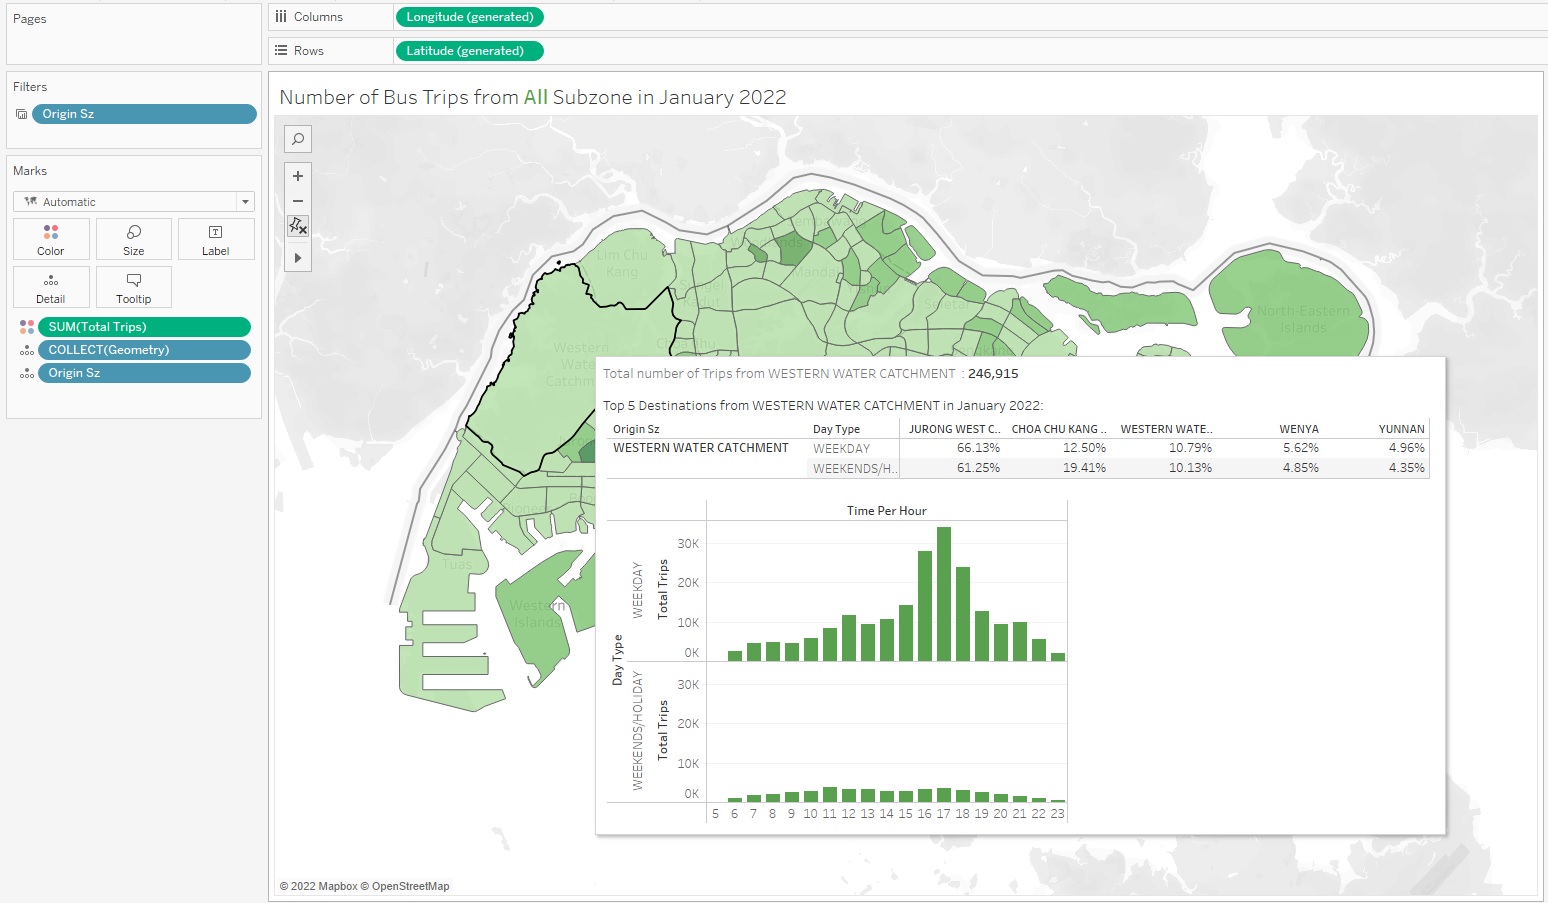 Pages
Columns
Longitude (generated)
Rows
Latitude (generated)
Filters
Origin Sz
Marks
Automatic
Color
Size
Label
Detail
Tooltip
SUM(Total Trips)
COLLECT(Geometry)
Origin Sz
Number of Bus Trips from All Subzone in January 2022
Lim Chu
Kang
Mandai
North-Eastern
Islands
Western
Water
Catchm
Tuas
Western
Islands
Total number of Trips from WESTERN WATER CATCHMENT : 246,915
Top 5 Destinations from WESTERN WATER CATCHMENT in January 2022:
Origin Sz Day Type JURONG WEST C.. CHOA CHU KANG .. WESTERN WATE.. WENYA YUNNAN
WESTERN WATER CATCHMENT WEEKDAY 66.13% 12.50% 10.79% 5.62% 4.96%
WEEKENDS/H.. 61.25% 19.41% 10.13% 4.85% 4.35%
Time Per Hour
Day Type
WEEKDAY
Total Trips
30K
20K
10K
0K
WEEKENDS/HOLIDAY
Total Trips
30K
20K
10K
0K
5 6 7 8 9 10 11 12 13 14 15 16 17 18 19 20 21 22 23
© 2022 Mapbox © OpenStreetMap